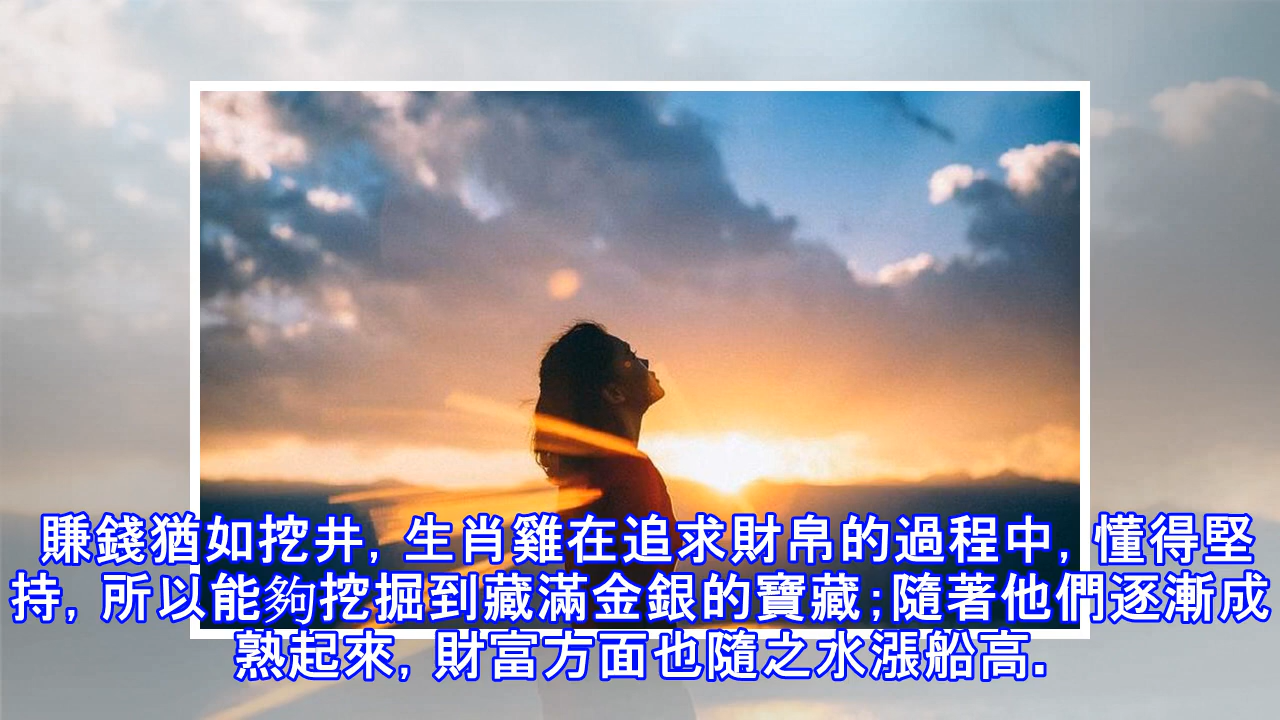 賺錢猶如挖井, 生肖雞在追求財帛的過程中, 懂得堅
持, 所以能夠挖掘到藏滿金銀的寶藏;隨著他們逐漸成
熟起來, 財富方面也隨之水漲船高.